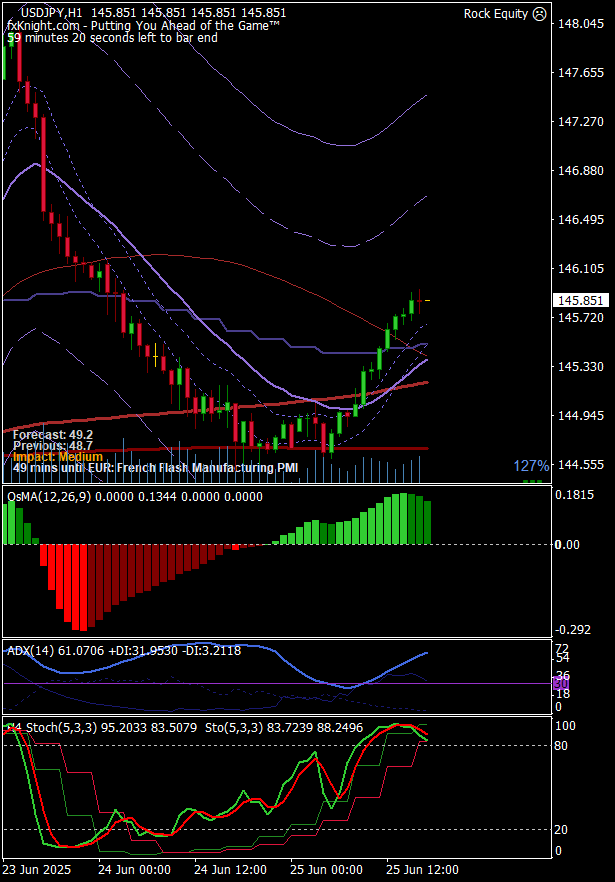 USDJPY,H1 145.851 145.851 145.851 145.851
Rock Equity
fxKnight.com - Putting You Ahead of the Game™
59 minutes 20 seconds left to bar end
148.045
147.655
147.270
146.880
146.495
146.105
145.851
145.720
145.330
144.945
144.555
Forecast: 49.2
Previous: 48.7
Impact: Medium
49 mins until EUR: French Flash Manufacturing PMI
127%
OsMA(12,26,9) 0.0000 0.1344 0.0000 0.0000
0.1815
0.00
-0.292
ADX(14) 61.0706 +DI:31.9530 -DI:3.2118
72
54
36
30
18
0
H4 Stoch(5,3,3) 95.2033 83.5079 Sto(5,3,3) 83.7239 88.2496
100
80
20
0
23 Jun 2025
24 Jun 00:00
24 Jun 12:00
25 Jun 00:00
25 Jun 12:00